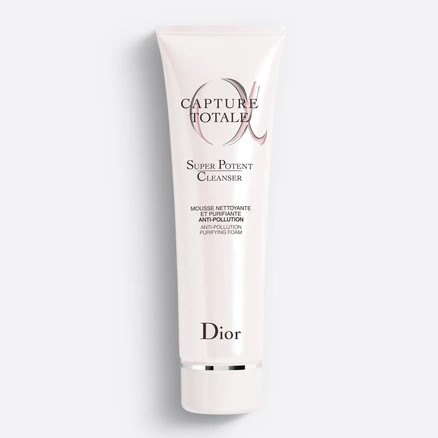 CAPTURE
TOTALE
SUPER POTENT
CLEANSER
MOUSSE NETTOYANTE
ET PURIFIANTE
ANTI-POLLUTION
ANTI-POLLUTION
PURIFYING FOAM
Dior